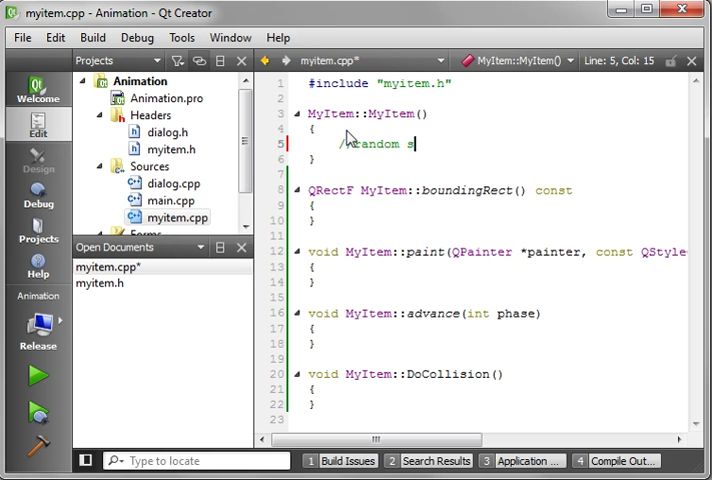 myitem.cpp - Animation - Qt Creator
File Edit View Build Debug Tools Window Help
Projects myitem.cpp* MyItem::MyItem() Line: 5, Col: 15
Welcome
Edit
Design
Debug
Projects
Help
Animation
Release
Animation
Animation.pro
Headers
dialog.h
myitem.h
Sources
dialog.cpp
main.cpp
myitem.cpp
Forms
Open Documents
myitem.cpp*
myitem.h
1 #include "myitem.h"
2
3 MyItem::MyItem()
4 {
5 //random s
6 }
7
8 QRectF MyItem::boundingRect() const
9 {
10 }
11
12 void MyItem::paint(QPainter *painter, const QStyle
13 {
14 }
15
16 void MyItem::advance(int phase)
17 {
18 }
19
20 void MyItem::DoCollision()
21 {
22 }
23
Type to locate 1 Build Issues 2 Search Results 3 Application ... 4 Compile Out...